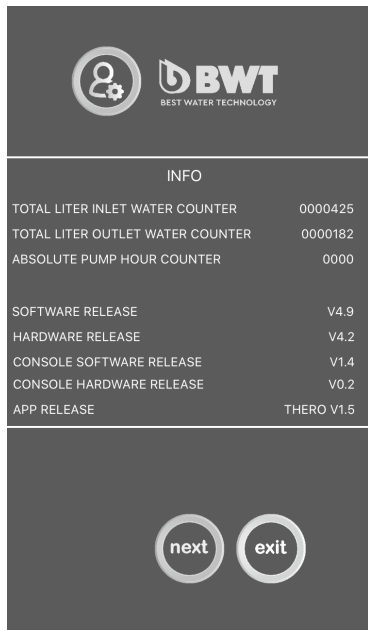 BWT
BEST WATER TECHNOLOGY
INFO
TOTAL LITER INLET WATER COUNTER 0000425
TOTAL LITER OUTLET WATER COUNTER 0000182
ABSOLUTE PUMP HOUR COUNTER 0000
SOFTWARE RELEASE V4.9
HARDWARE RELEASE V4.2
CONSOLE SOFTWARE RELEASE V1.4
CONSOLE HARDWARE RELEASE V0.2
APP RELEASE THERO V1.5
next exit